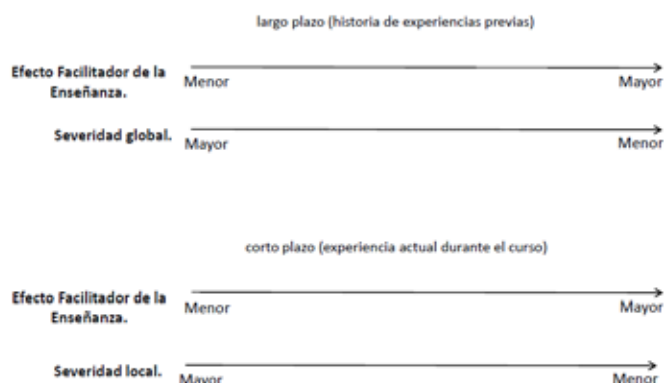 largo plazo (historia de experiencias previas)
Efecto Facilitador de la
Enseñanza.
Menor
Mayor
Severidad global.
Mayor
Menor
corto plazo (experiencia actual durante el curso)
Efecto Facilitador de la
Enseñanza.
Menor
Mayor
Severidad local.
Mayor
Menor